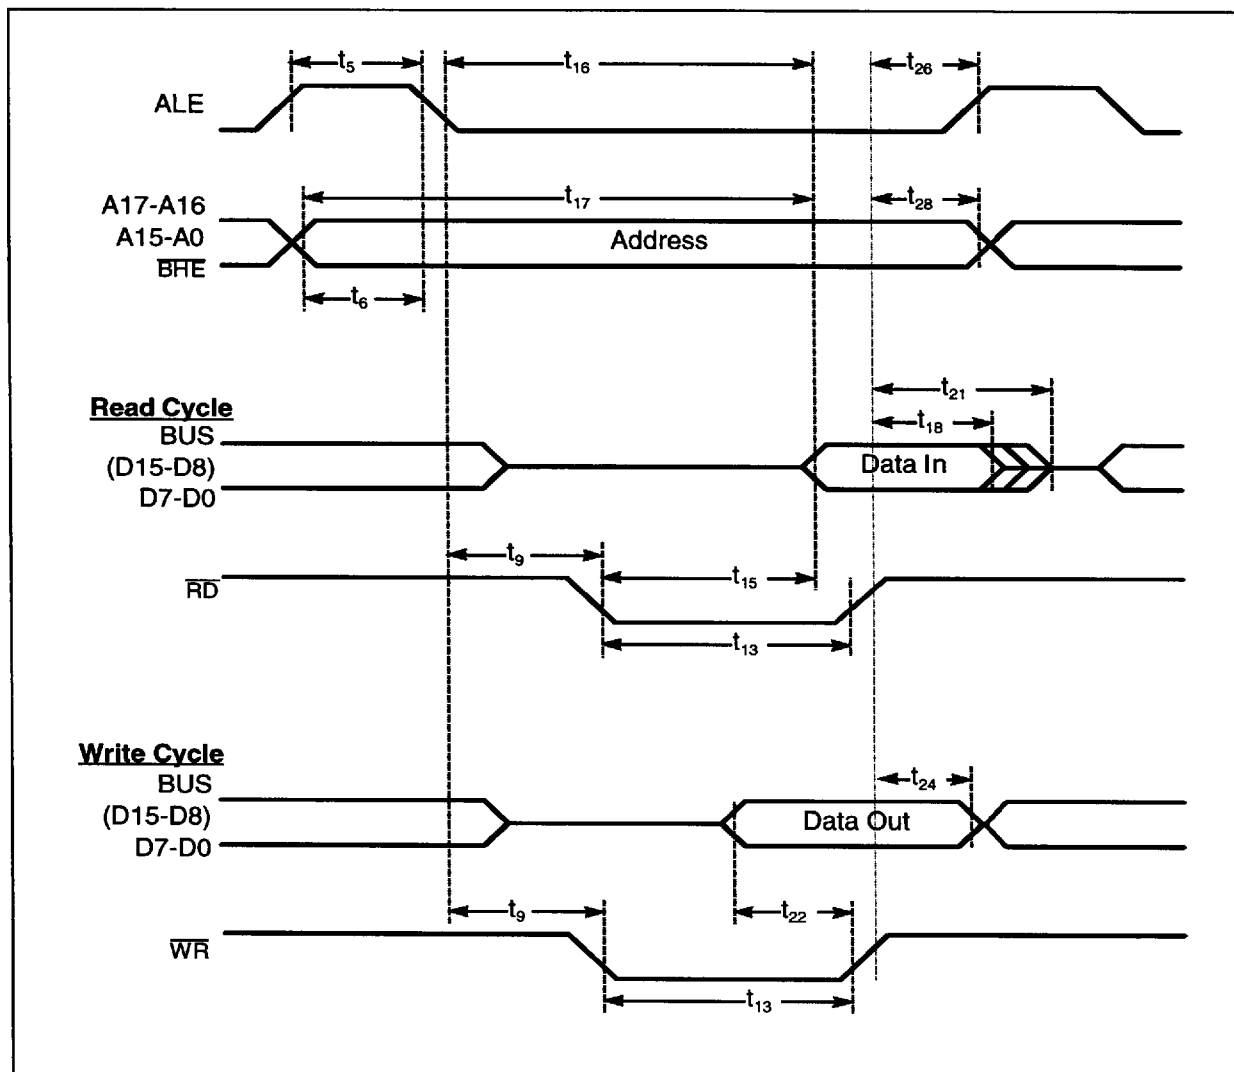 t5
t16
t26
ALE
t17
t28
A17-A16
A15-A0
BHE
Address
t6
t21
Read Cycle
t18
BUS
(D15-D8)
D7-D0
Data In
t9
t15
RD
t13
Write Cycle
BUS
t24
(D15-D8)
D7-D0
Data Out
t9
t22
WR
t13